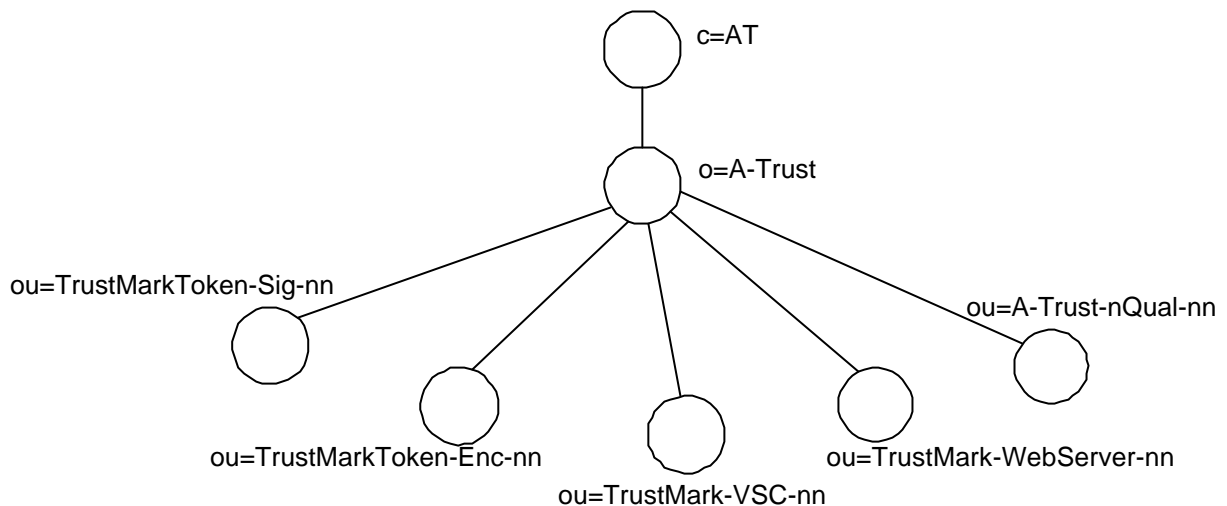 c=AT
o=A-Trust
ou=TrustMarkToken-Sig-nn
ou=A-Trust-nQual-nn
ou=TrustMarkToken-Enc-nn
ou=TrustMark-WebServer-nn
ou=TrustMark-VSC-nn